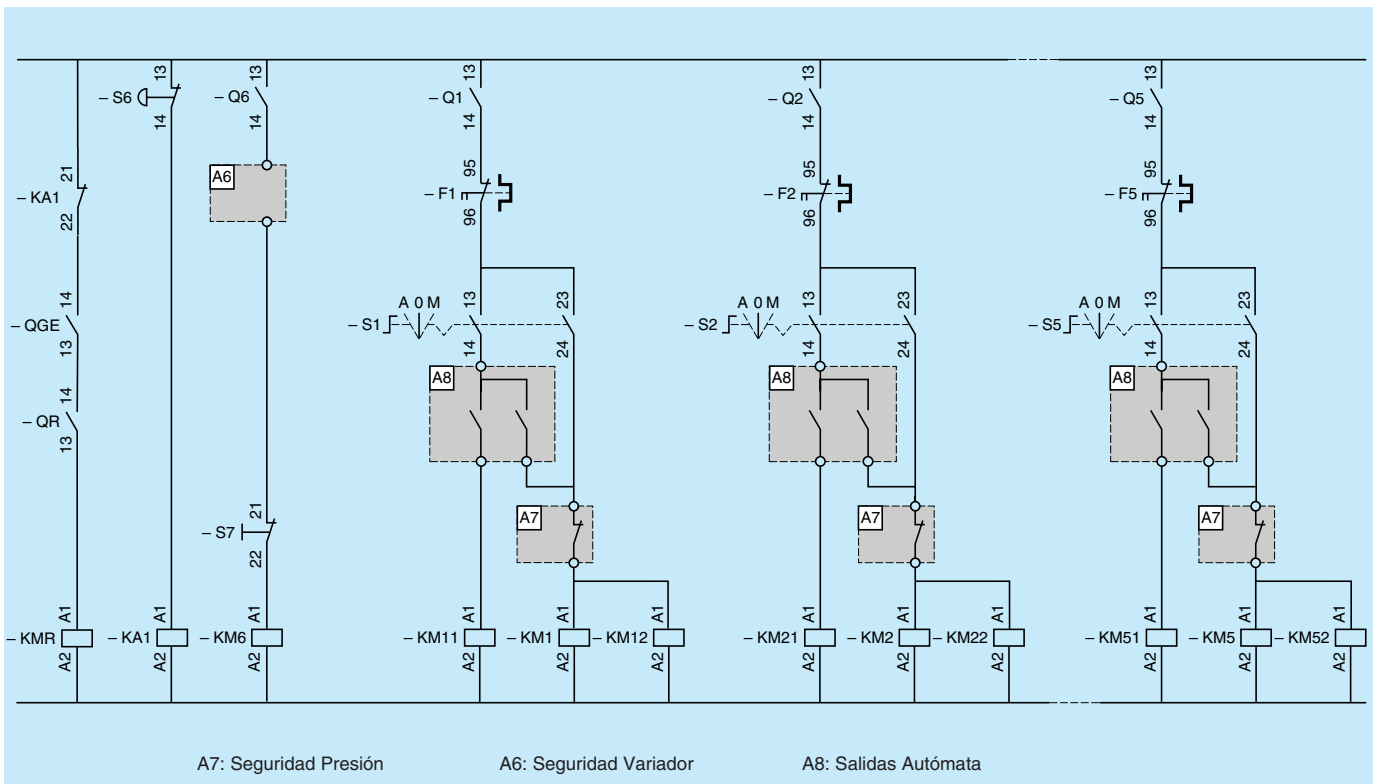 13 13 13 13 13 13
– S6 – Q6 – Q1 – Q2 – Q5
14 14 14 14 14
21 A6 95 95 95
– KA1 – F1 – F2 – F5
22 96 96 96
14 A 0 M 13 23 A 0 M 13 23 A 0 M 13 23
– QGE – S1 – S2 – S5
13 14 24 14 24 14 24
14 A8 A8 A8
– QR
13
21 A7 A7 A7
– S7
22
A1 A1 A1 A1 A1 A1 A1 A1 A1 A1 A1 A1
– KMR – KA1 – KM6 – KM11 – KM1 – KM12 – KM21 – KM2 – KM22 – KM51 – KM5 – KM52
A2 A2 A2 A2 A2 A2 A2 A2 A2 A2 A2 A2
A7: Seguridad Presión A6: Seguridad Variador A8: Salidas Autómata